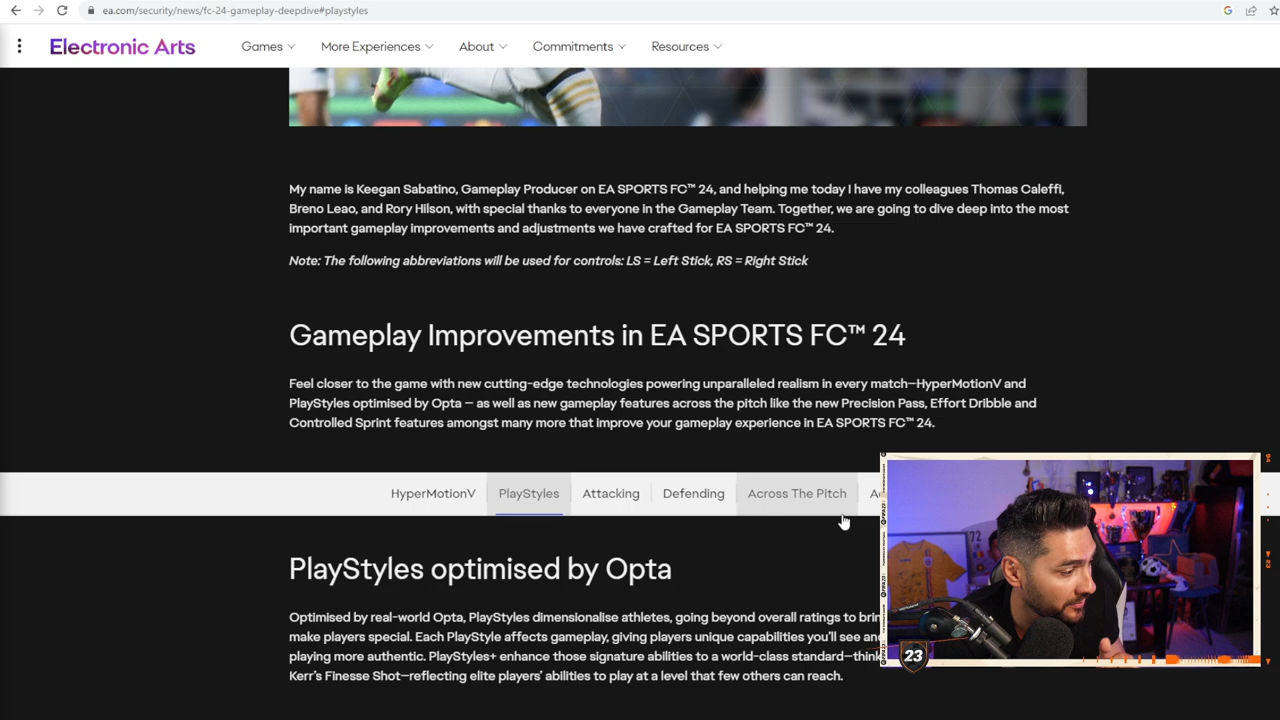 ea.com/security/news/fc-24-gameplay-deepdive#playstyles
Electronic Arts
Games
More Experiences
About
Commitments
Resources
My name is Keegan Sabatino, Gameplay Producer on EA SPORTS FC™ 24, and helping me today I have my colleagues Thomas Caleffi,
Breno Leao, and Rory Hilson, with special thanks to everyone in the Gameplay Team. Together, we are going to dive deep into the most
important gameplay improvements and adjustments we have crafted for EA SPORTS FC™ 24.
Note: The following abbreviations will be used for controls: LS = Left Stick, RS = Right Stick
Gameplay Improvements in EA SPORTS FC™ 24
Feel closer to the game with new cutting-edge technologies powering unparalleled realism in every match—HyperMotionV and
PlayStyles optimised by Opta — as well as new gameplay features across the pitch like the new Precision Pass, Effort Dribble and
Controlled Sprint features amongst many more that improve your gameplay experience in EA SPORTS FC™ 24.
HyperMotionV
PlayStyles
Attacking
Defending
Across The Pitch
PlayStyles optimised by Opta
Optimised by real-world Opta, PlayStyles dimensionalise athletes, going beyond overall ratings to
make players special. Each PlayStyle affects gameplay, giving players unique capabilities you'll see
playing more authentic. PlayStyles+ enhance those signature abilities to a world-class standard—
Kerr's Finesse Shot—reflecting elite players' abilities to play at a level that few others can reach.
72
23